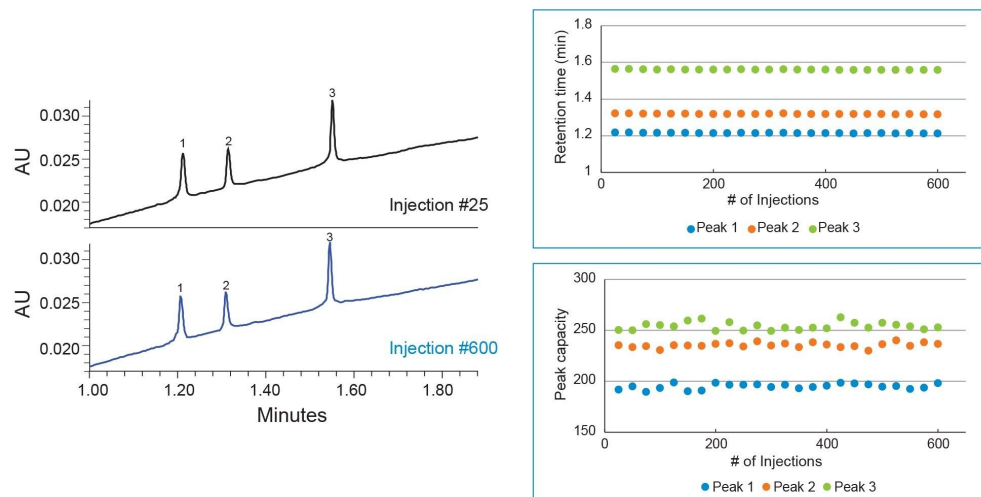 AU
0.030
0.025
0.020
1
2
3
Injection #25
AU
0.030
0.025
0.020
1
2
3
Injection #600
1.00 1.20 1.40 1.60 1.80
Minutes
Retention time (min)
1.8
1.6
1.4
1.2
1
0 200 400 600
# of Injections
Peak 1 Peak 2 Peak 3
Peak capacity
300
250
200
150
0 200 400 600
# of Injections
Peak 1 Peak 2 Peak 3